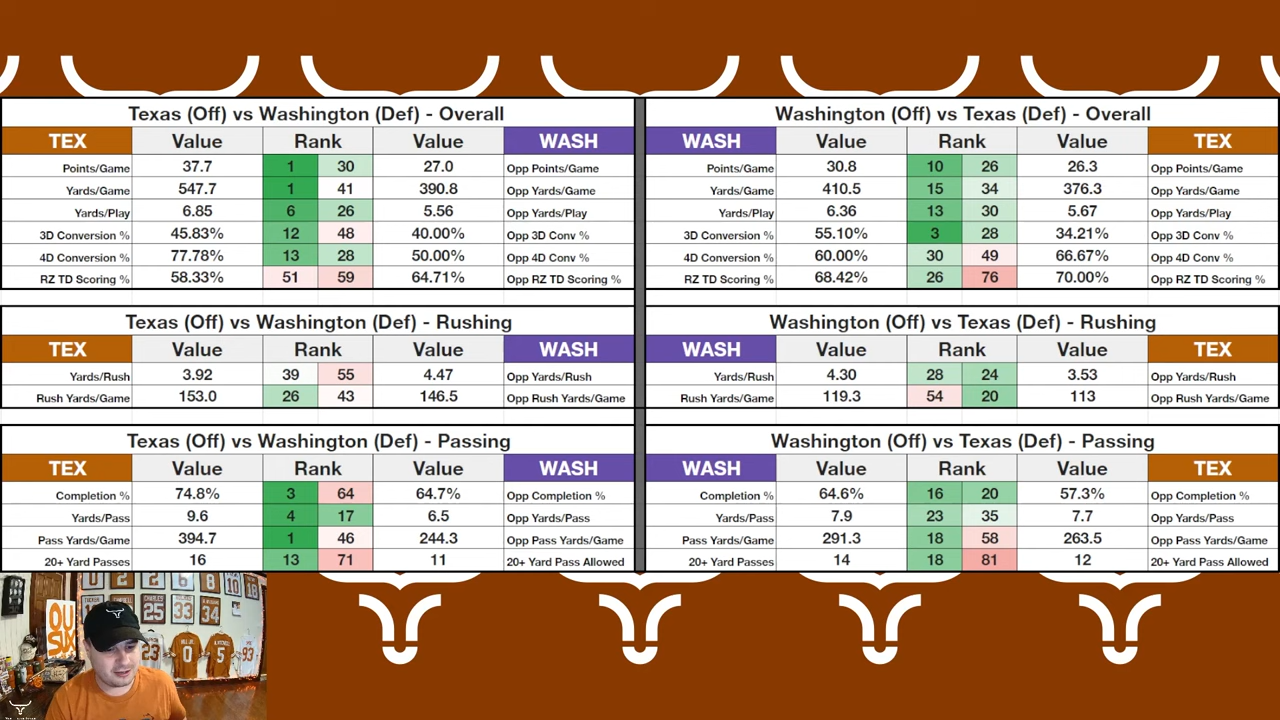 Texas (Off) vs Washington (Def) - Overall
TEX Value Rank Value WASH
Points/Game 37.7 1 30 27.0 Opp Points/Game
Yards/Game 547.7 1 41 390.8 Opp Yards/Game
Yards/Play 6.85 6 26 5.56 Opp Yards/Play
3D Conversion % 45.83% 12 48 40.00% Opp 3D Conv %
4D Conversion % 77.78% 13 28 50.00% Opp 4D Conv %
RZ TD Scoring % 58.33% 51 59 64.71% Opp RZ TD Scoring %
Texas (Off) vs Washington (Def) - Rushing
TEX Value Rank Value WASH
Yards/Rush 3.92 39 55 4.47 Opp Yards/Rush
Rush Yards/Game 153.0 26 43 146.5 Opp Rush Yards/Game
Texas (Off) vs Washington (Def) - Passing
TEX Value Rank Value WASH
Completion % 74.8% 3 64 64.7% Opp Completion %
Yards/Pass 9.6 4 17 6.5 Opp Yards/Pass
Pass Yards/Game 394.7 1 46 244.3 Opp Pass Yards/Game
20+ Yard Passes 16 13 71 11 20+ Yard Pass Allowed
Washington (Off) vs Texas (Def) - Overall
WASH Value Rank Value TEX
Points/Game 30.8 10 26 26.3 Opp Points/Game
Yards/Game 410.5 15 34 376.3 Opp Yards/Game
Yards/Play 6.36 13 30 5.67 Opp Yards/Play
3D Conversion % 55.10% 3 28 34.21% Opp 3D Conv %
4D Conversion % 60.00% 30 49 66.67% Opp 4D Conv %
RZ TD Scoring % 68.42% 26 76 70.00% Opp RZ TD Scoring %
Washington (Off) vs Texas (Def) - Rushing
WASH Value Rank Value TEX
Yards/Rush 4.30 28 24 3.53 Opp Yards/Rush
Rush Yards/Game 119.3 54 20 113 Opp Rush Yards/Game
Washington (Off) vs Texas (Def) - Passing
WASH Value Rank Value TEX
Completion % 64.6% 16 20 57.3% Opp Completion %
Yards/Pass 7.9 23 35 7.7 Opp Yards/Pass
Pass Yards/Game 291.3 18 58 263.5 Opp Pass Yards/Game
20+ Yard Passes 14 18 81 12 20+ Yard Pass Allowed
OU
SUX
25
33
34
23
0
5
93